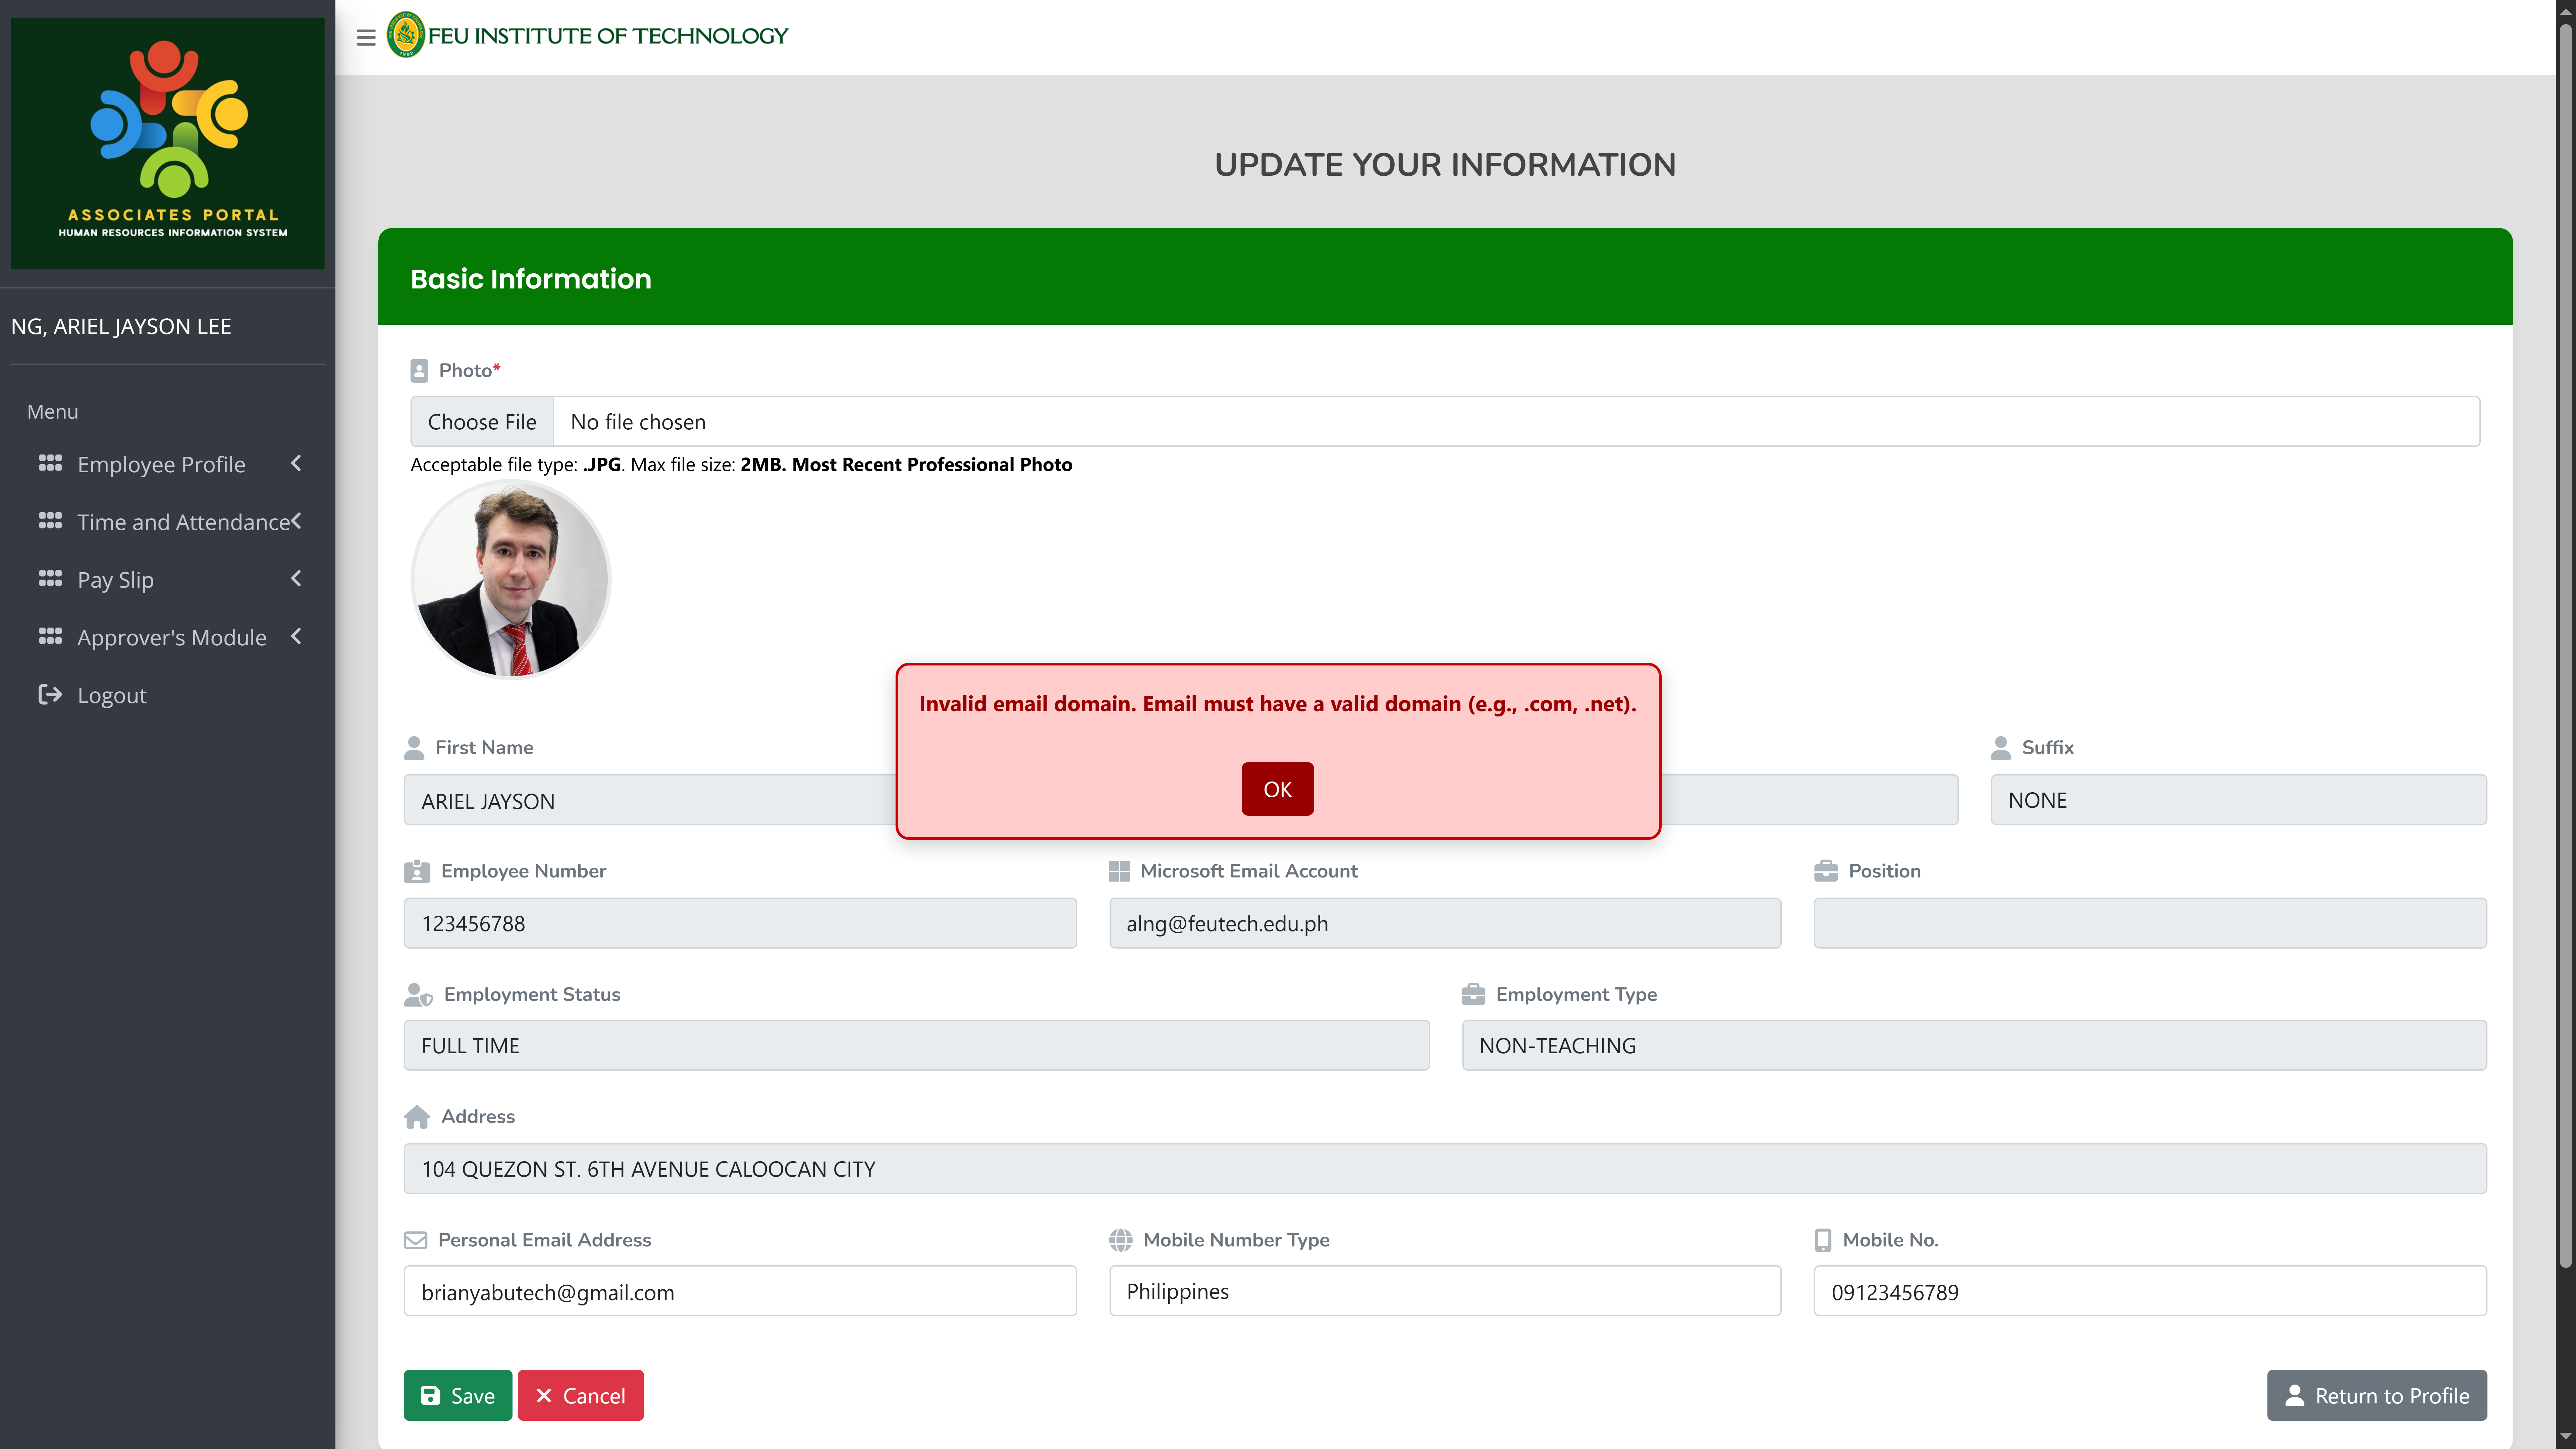 ASSOCIATES PORTAL
HUMAN RESOURCES INFORMATION SYSTEM
NG, ARIEL JAYSON LEE
Menu
Employee Profile
Time and Attendance
Pay Slip
Approver's Module
Logout
FEU INSTITUTE OF TECHNOLOGY
UPDATE YOUR INFORMATION
Basic Information
Photo*
Choose File No file chosen
Acceptable file type: .JPG. Max file size: 2MB. Most Recent Professional Photo
Invalid email domain. Email must have a valid domain (e.g., .com, .net).
OK
First Name Suffix
ARIEL JAYSON NONE
Employee Number Microsoft Email Account Position
123456788 alng@feutech.edu.ph
Employment Status Employment Type
FULL TIME NON-TEACHING
Address
104 QUEZON ST. 6TH AVENUE CALOOCAN CITY
Personal Email Address Mobile Number Type Mobile No.
brianyabutech@gmail.com Philippines 09123456789
Save Cancel Return to Profile